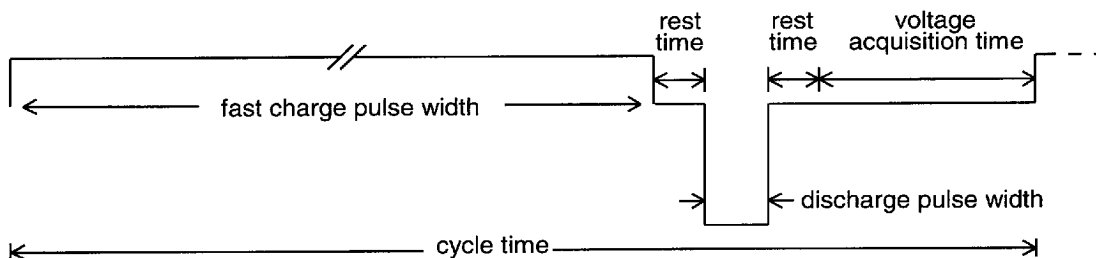 rest
time
rest
time
voltage
acquisition time
fast charge pulse width
discharge pulse width
cycle time